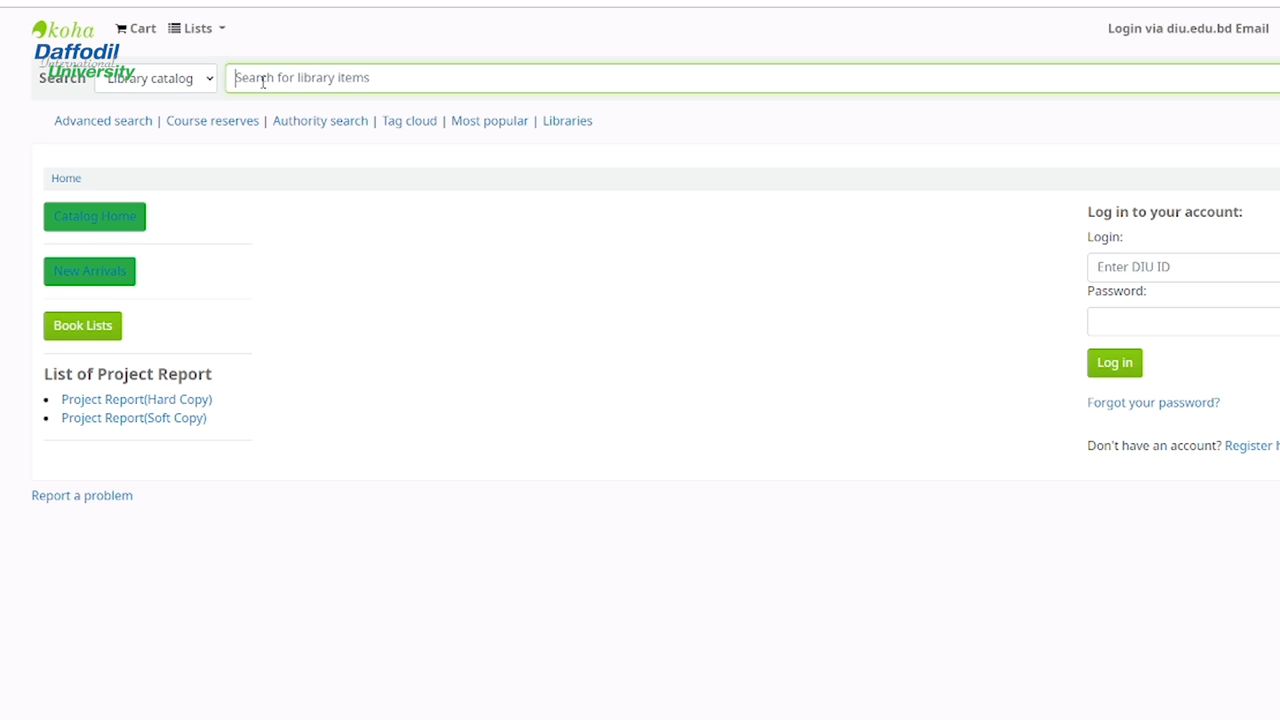 koha Cart Lists Login via diu.edu.bd Email
Daffodil
International
University
Search Library catalog Search for library items
Advanced search | Course reserves | Authority search | Tag cloud | Most popular | Libraries
Home
Catalog Home
New Arrivals
Book Lists
List of Project Report
Project Report(Hard Copy)
Project Report(Soft Copy)
Log in to your account:
Login:
Enter DIU ID
Password:
Log in
Forgot your password?
Don't have an account? Register
Report a problem